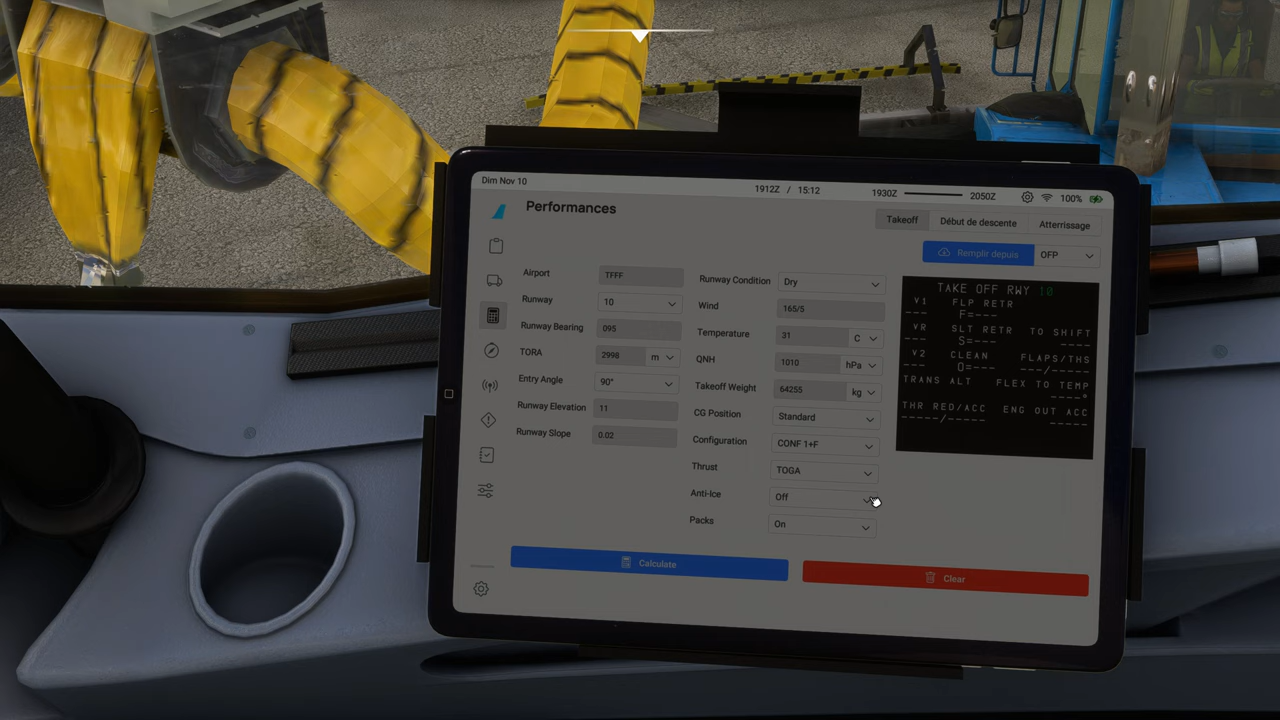 Dim Nov 10
1912Z / 15:12
1930Z
2050Z
100%
Performances
Takeoff
Début de descente
Atterrissage
Remplir depuis
OFP
Airport
TFFF
Runway
10
Runway Bearing
095
TORA
2998
m
Entry Angle
90°
Runway Elevation
11
Runway Slope
0.02
Runway Condition
Dry
Wind
165/5
Temperature
31
C
QNH
1010
hPa
Takeoff Weight
64255
kg
CG Position
Standard
Configuration
CONF 1+F
Thrust
TOGA
Anti-Ice
Off
Packs
On
TAKE OFF RWY 10
V1 FLP RETR
--- F=---
VR SLT RETR TO SHIFT
--- S=--- ----
V2 CLEAN FLAPS/THS
--- O=--- ---/-----
TRANS ALT FLEX TO TEMP
----°
THR RED/ACC ENG OUT ACC
-----/----- -----
Calculate
Clear